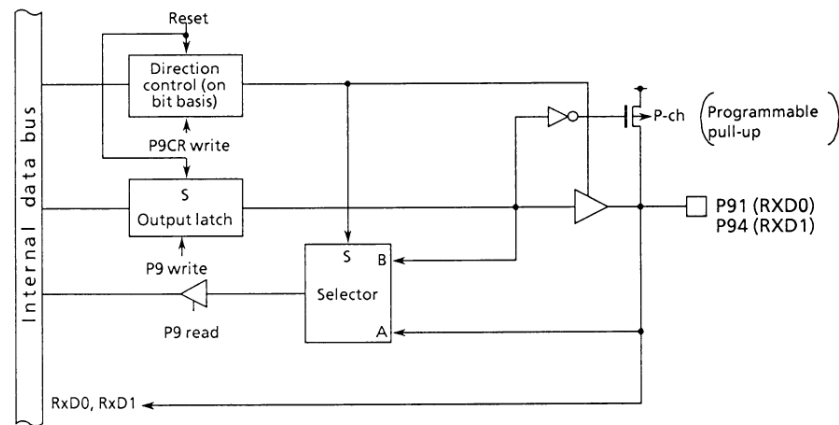 Reset
Direction
control (on
bit basis)
P-ch
Programmable
pull-up
P9CR write
Internal data bus
S
Output latch
P91 (RXD0)
P94 (RXD1)
P9 write
S
B
Selector
A
P9 read
RxD0, RxD1